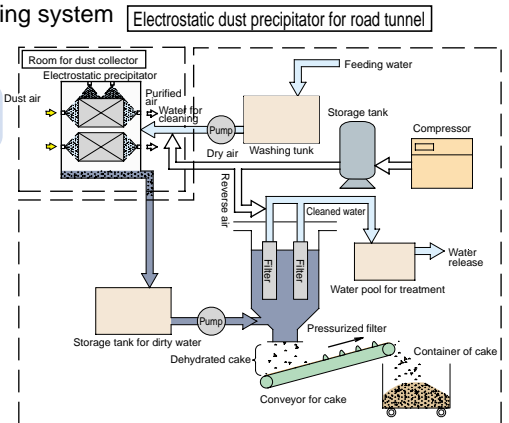 ing system
Electrostatic dust precipitator for road tunnel
Room for dust collector
Electrostatic precipitator
Dust air
Purified
air
Water for
cleaning
Feeding water
Pump
Dry air
Washing tunk
Storage tank
Compressor
Reverse air
Cleaned water
Filter
Filter
Water
release
Water pool for treatment
Pump
Storage tank for dirty water
Pressurized filter
Dehydrated cake
Container of cake
Conveyor for cake